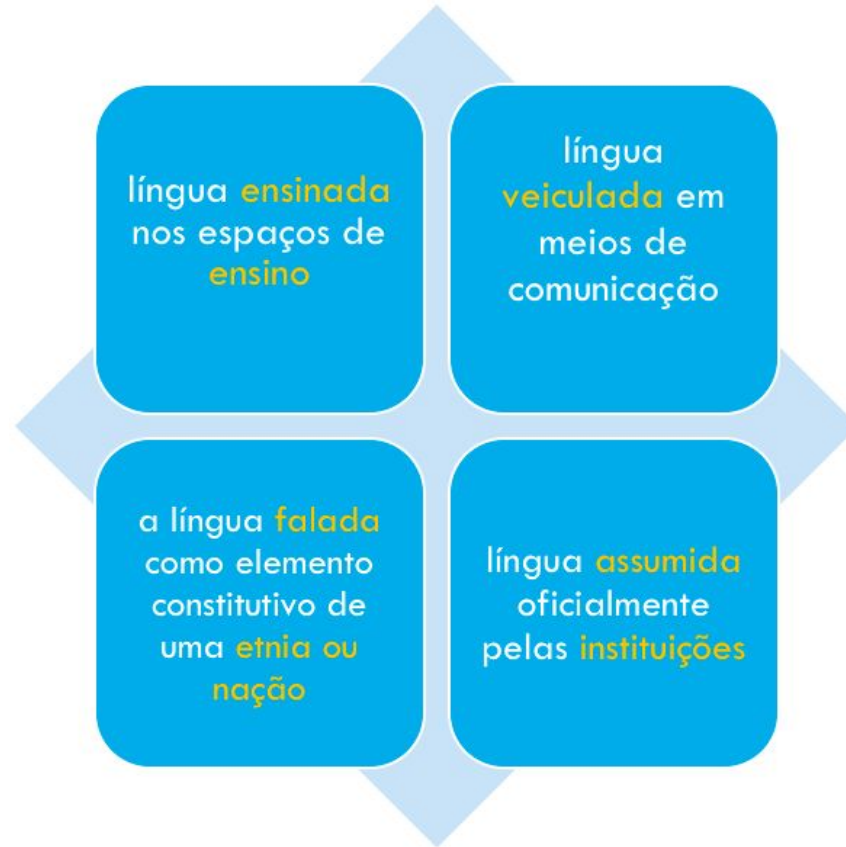 língua ensinada
nos espaços de
ensino
língua
veiculada em
meios de
comunicação
a língua falada
como elemento
constitutivo de
uma etnia ou
nação
língua assumida
oficialmente
pelas instituições